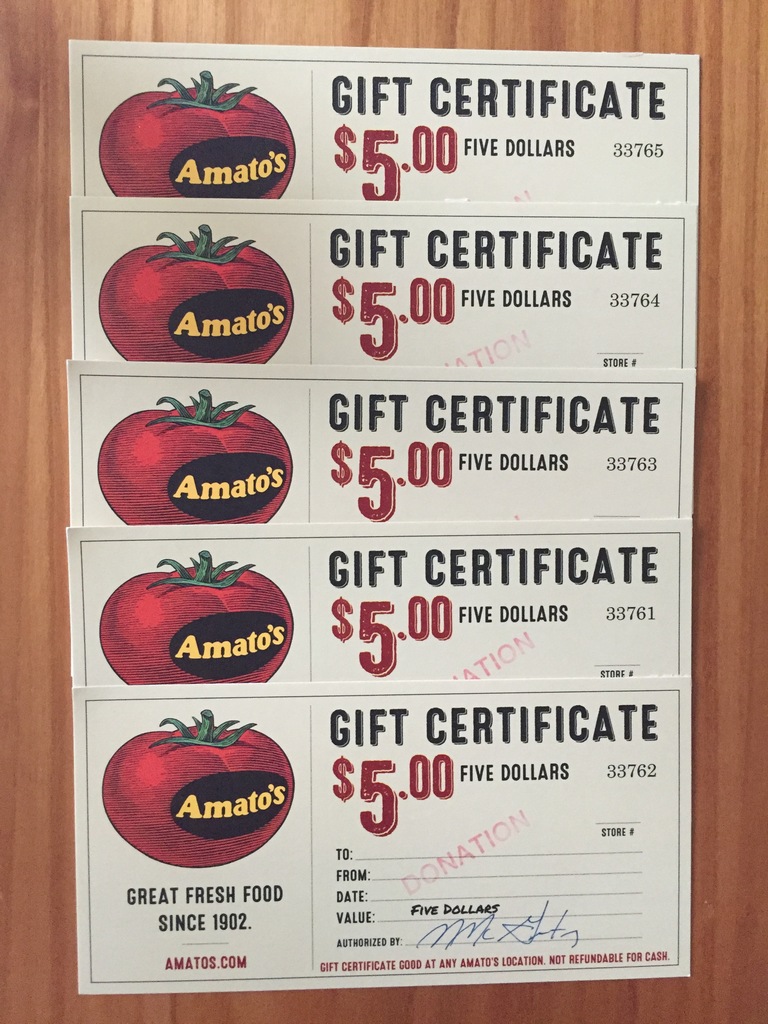 GIFT CERTIFICATE
$5.00 FIVE DOLLARS 33765
Amato's
GIFT CERTIFICATE
$5.00 FIVE DOLLARS 33764
Amato's
STORE #
GIFT CERTIFICATE
$5.00 FIVE DOLLARS 33763
Amato's
GIFT CERTIFICATE
$5.00 FIVE DOLLARS 33761
Amato's
STORE #
GIFT CERTIFICATE
$5.00 FIVE DOLLARS 33762
Amato's
STORE #
DONATION
TO:
FROM:
DATE:
VALUE: FIVE DOLLARS
AUTHORIZED BY:
GREAT FRESH FOOD
SINCE 1902.
AMATOS.COM
GIFT CERTIFICATE GOOD AT ANY AMATO'S LOCATION. NOT REFUNDABLE FOR CASH.